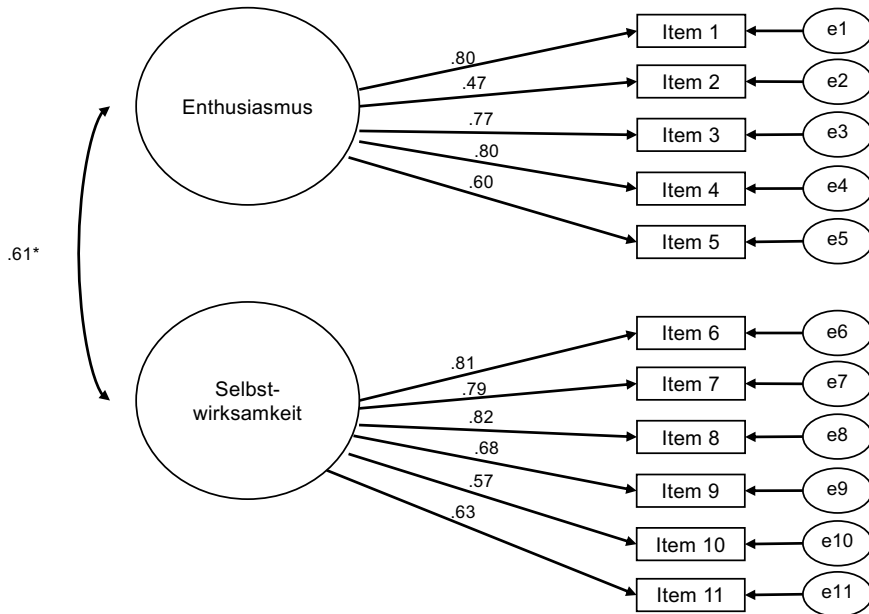 .80 Item 1 e1
.47 Item 2 e2
Enthusiasmus
.77 Item 3 e3
.80 Item 4 e4
.60 Item 5 e5
.61*
.81 Item 6 e6
.79 Item 7 e7
Selbst-
wirksamkeit
.82 Item 8 e8
.68 Item 9 e9
.57 Item 10 e10
.63 Item 11 e11